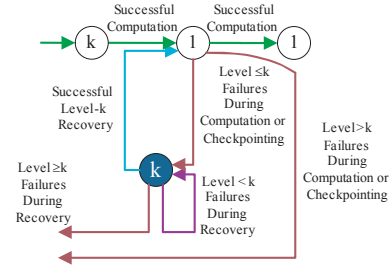 Successful
Computation
Successful
Computation
k
1
1
Successful
Level-k
Recovery
Level ≤k
Failures
During
Computation or
Checkpointing
Level>k
Failures
During
Computation or
Checkpointing
k
Level≥k
Failures
During
Recovery
Level < k
Failures
During
Recovery